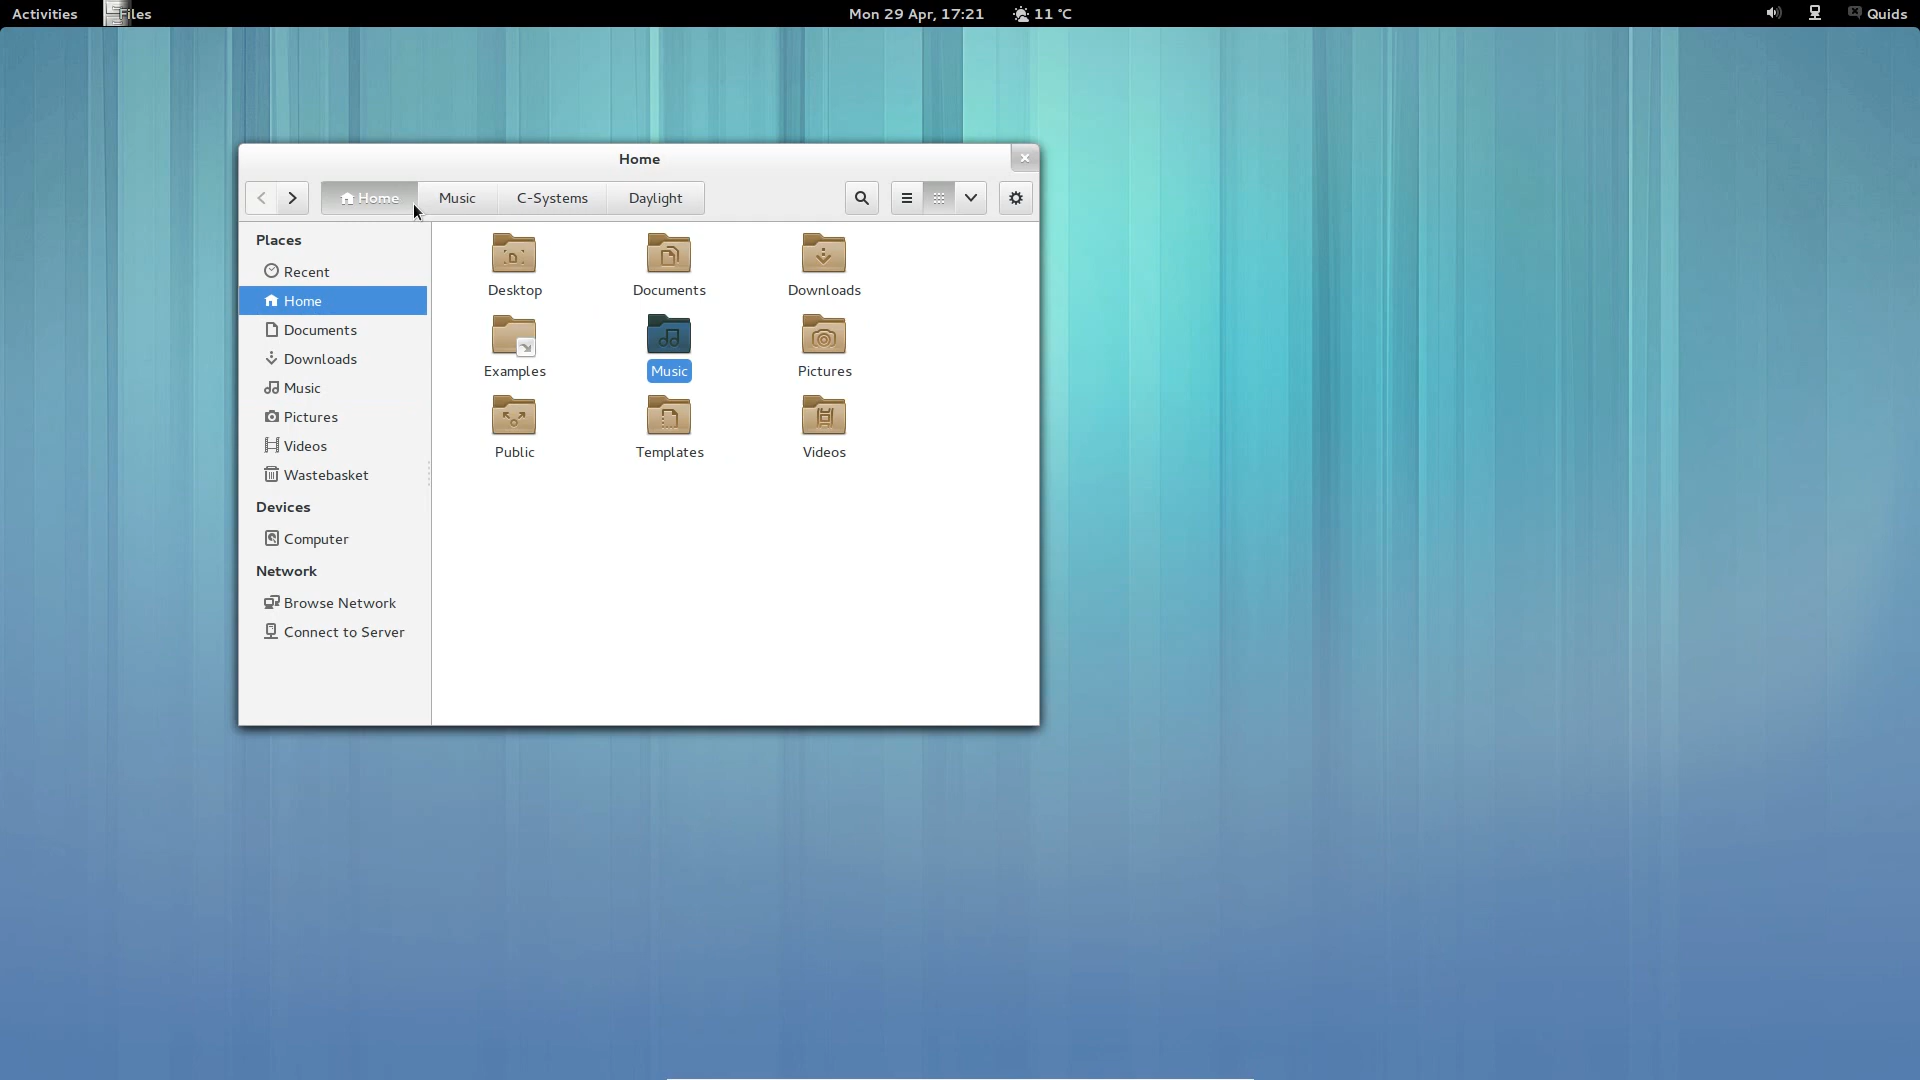 Activities Files Mon 29 Apr, 17:21 11 °C Quids
Home
Home Music C-Systems Daylight
Places
Recent
Home
Documents
Downloads
Music
Pictures
Videos
Wastebasket
Devices
Computer
Network
Browse Network
Connect to Server
Desktop Documents Downloads
Examples Music Pictures
Public Templates Videos